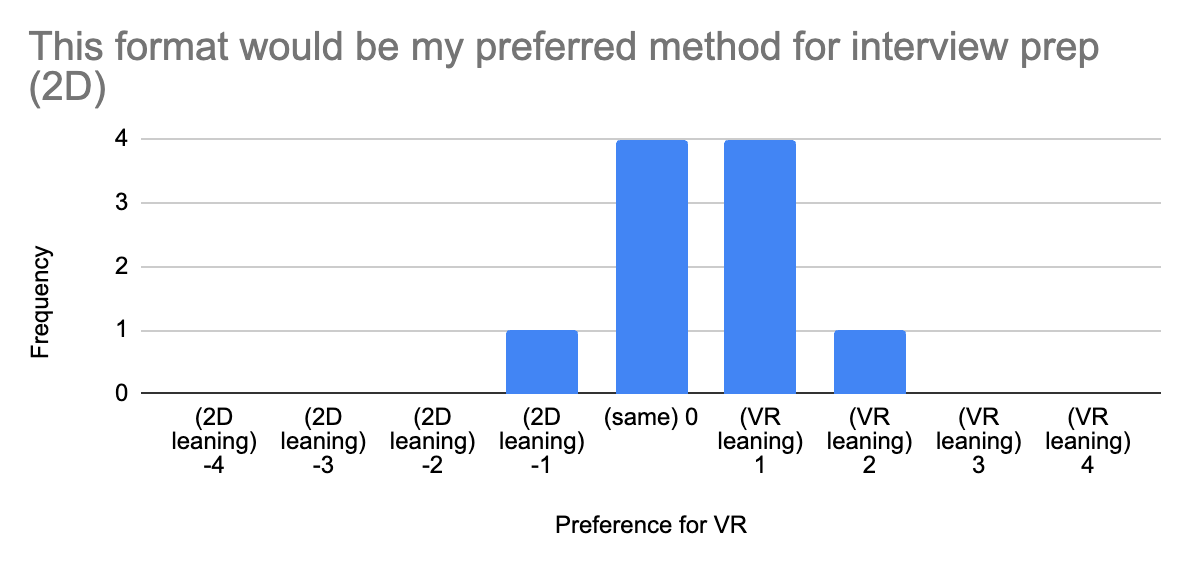 This format would be my preferred method for interview prep
(2D)
4
3
2
1
0
Frequency
(2D
leaning)
-4
(2D
leaning)
-3
(2D
leaning)
-2
(2D
leaning)
-1
(same) 0
(VR
leaning)
1
(VR
leaning)
2
(VR
leaning)
3
(VR
leaning)
4
Preference for VR